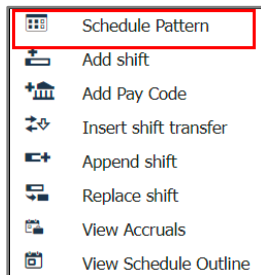 Schedule Pattern
Add shift
Add Pay Code
Insert shift transfer
Append shift
Replace shift
View Accruals
View Schedule Outline